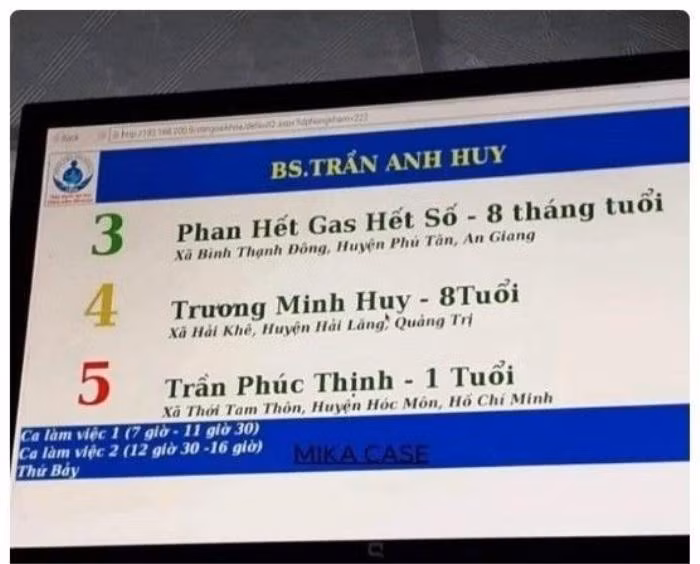 Back
BS.TRẦN ANH HUY
3 Phan Hết Gas Hết Số - 8 tháng tuổi
Xã Bình Thạnh Đông, Huyện Phú Tân, An Giang
4 Trương Minh Huy - 8Tuổi
Xã Hải Khê, Huyện Hải Lăng, Quảng Trị
5 Trần Phúc Thịnh - 1 Tuổi
Xã Thới Tam Thôn, Huyện Hóc Môn, Hồ Chí Minh
Ca làm việc 1 (7 giờ - 11 giờ 30)
Ca làm việc 2 (12 giờ 30 -16 giờ)
MIKA CASE
Thứ Bảy